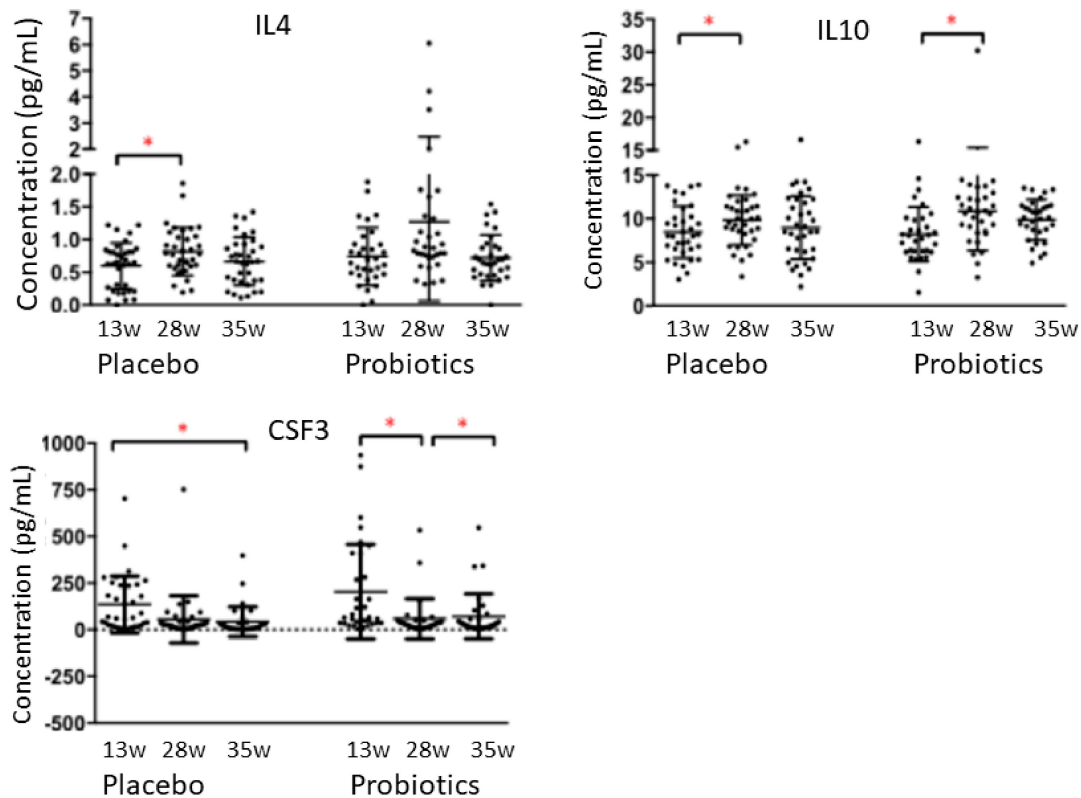 IL4
Concentration (pg/mL)
7
6
5
4
3
2
2.0
1.5
1.0
0.5
0.0
*
13w 28w 35w 13w 28w 35w
Placebo Probiotics
IL10
Concentration (pg/mL)
35
30
25
20
15
15
10
5
0
* *
13w 28w 35w 13w 28w 35w
Placebo Probiotics
CSF3
Concentration (pg/mL)
1000
750
500
250
0
-250
-500
* * *
13w 28w 35w 13w 28w 35w
Placebo Probiotics